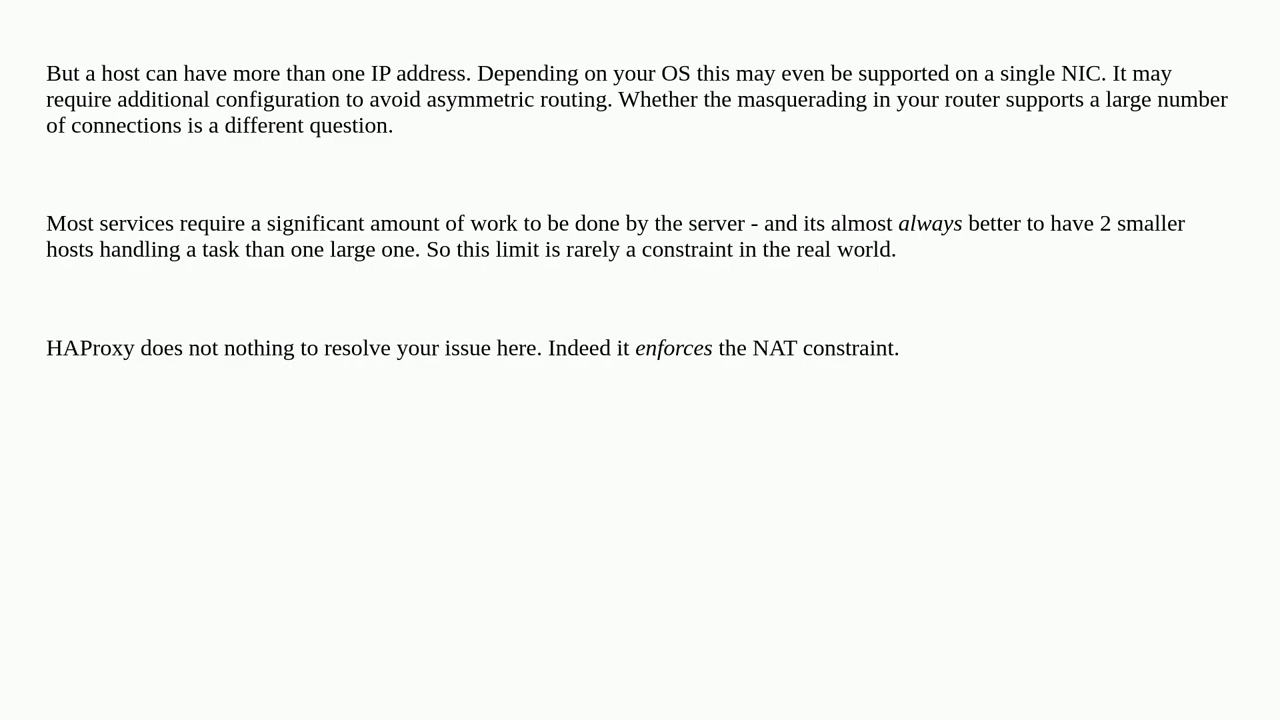 But a host can have more than one IP address. Depending on your OS this may even be supported on a single NIC. It may
require additional configuration to avoid asymmetric routing. Whether the masquerading in your router supports a large number
of connections is a different question.
Most services require a significant amount of work to be done by the server - and its almost always better to have 2 smaller
hosts handling a task than one large one. So this limit is rarely a constraint in the real world.
HAProxy does not nothing to resolve your issue here. Indeed it enforces the NAT constraint.